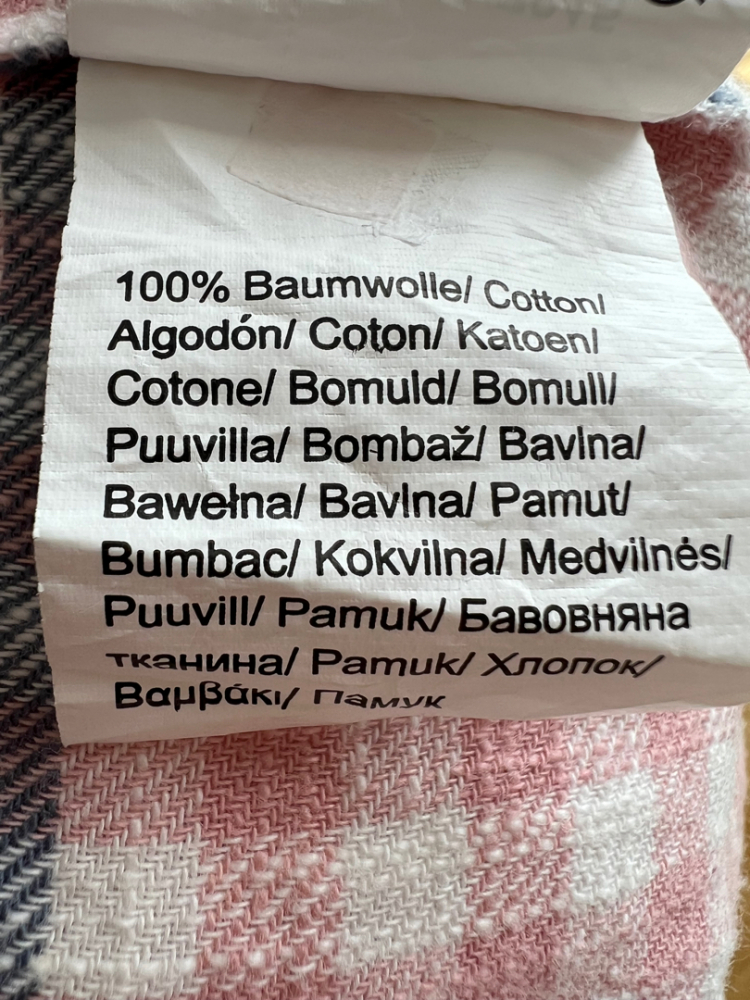 100% Baumwolle/ Cotton/
Algodón/ Coton/ Katoen/
Cotone/ Bomuld/ Bomull/
Puuvilla/ Bombaž/ Bavlna/
Bawełna/ Bavlna/ Pamut/
Bumbac/ Kokvilna/ Medvilnės/
Puuvill/ Pamuk/ Бавовняна
тканина/ Pamuk/ Хлопок/
Βαμβάκι/ Памук